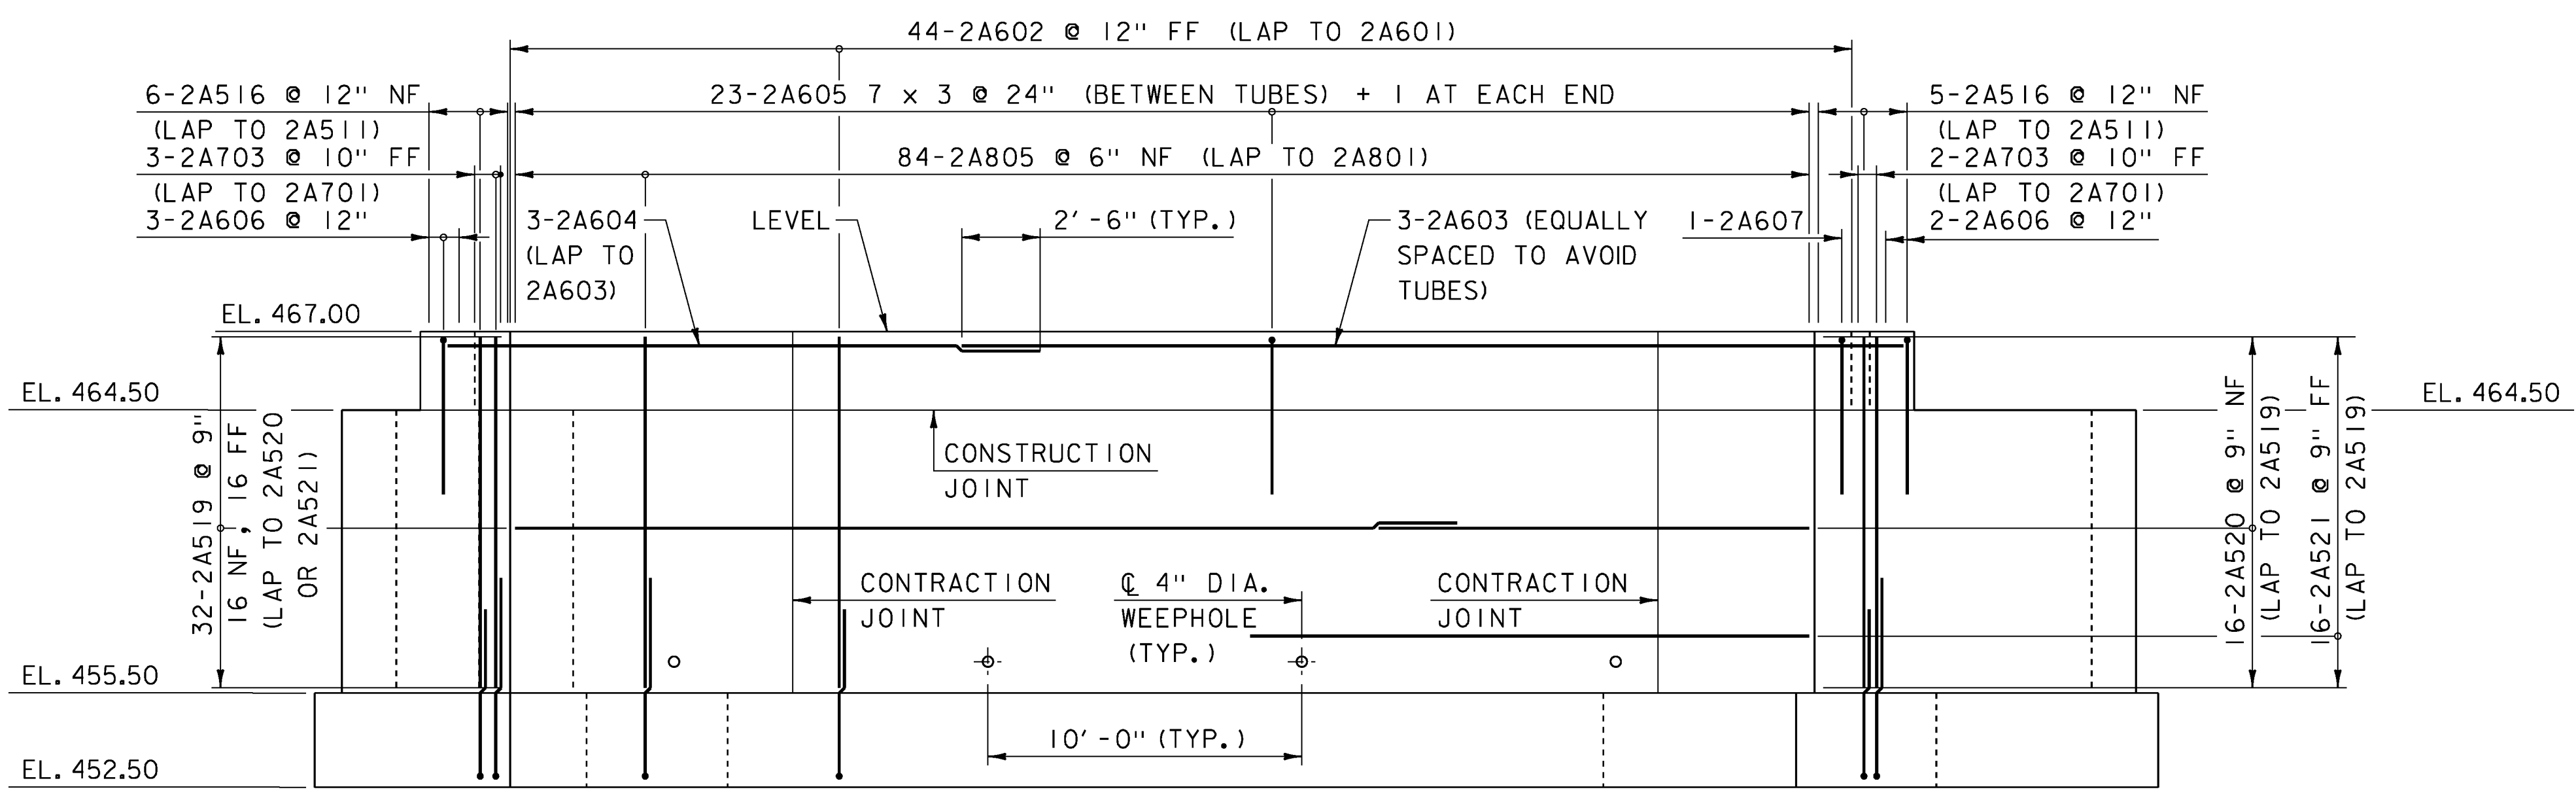 44-2A602 @ 12" FF (LAP TO 2A601)
6-2A516 @ 12" NF
(LAP TO 2A511)
3-2A703 @ 10" FF
(LAP TO 2A701)
3-2A606 @ 12"
23-2A605 7 x 3 @ 24" (BETWEEN TUBES) + 1 AT EACH END
84-2A805 @ 6" NF (LAP TO 2A801)
5-2A516 @ 12" NF
(LAP TO 2A511)
2-2A703 @ 10" FF
(LAP TO 2A701)
2-2A606 @ 12"
3-2A604
(LAP TO
2A603)
LEVEL
2'-6" (TYP.)
3-2A603 (EQUALLY
SPACED TO AVOID
TUBES)
1-2A607
EL. 467.00
EL. 464.50
EL. 464.50
32-2A519 @ 9"
16 NF, 16 FF
(LAP TO 2A520
OR 2A521)
CONSTRUCTION
JOINT
16-2A520 @ 9" NF
(LAP TO 2A519)
16-2A521 @ 9" FF
(LAP TO 2A519)
CONTRACTION
JOINT
℄ 4" DIA.
WEEPHOLE
(TYP.)
CONTRACTION
JOINT
EL. 455.50
10'-0" (TYP.)
EL. 452.50